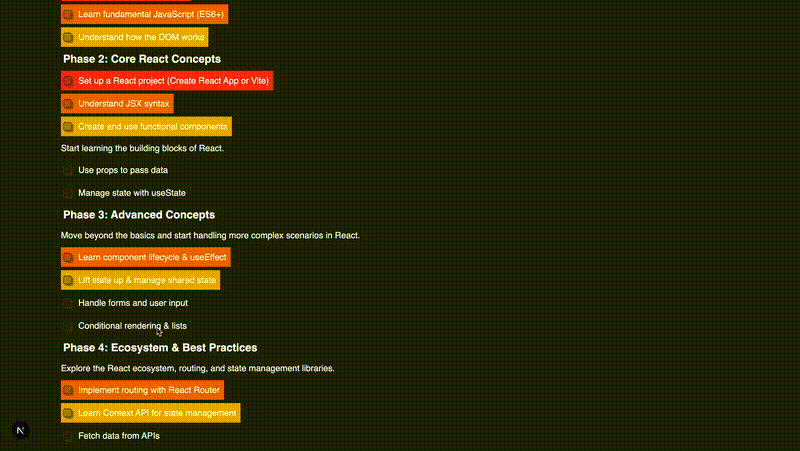 Learn fundamental JavaScript (ES6+)
Understand how the DOM works
Phase 2: Core React Concepts
Set up a React project (Create React App or Vite)
Understand JSX syntax
Create and use functional components
Start learning the building blocks of React.
Use props to pass data
Manage state with useState
Phase 3: Advanced Concepts
Move beyond the basics and start handling more complex scenarios in React.
Learn component lifecycle & useEffect
Lift state up & manage shared state
Handle forms and user input
Conditional rendering & lists
Phase 4: Ecosystem & Best Practices
Explore the React ecosystem, routing, and state management libraries.
Implement routing with React Router
Learn Context API for state management
N
Fetch data from APIs